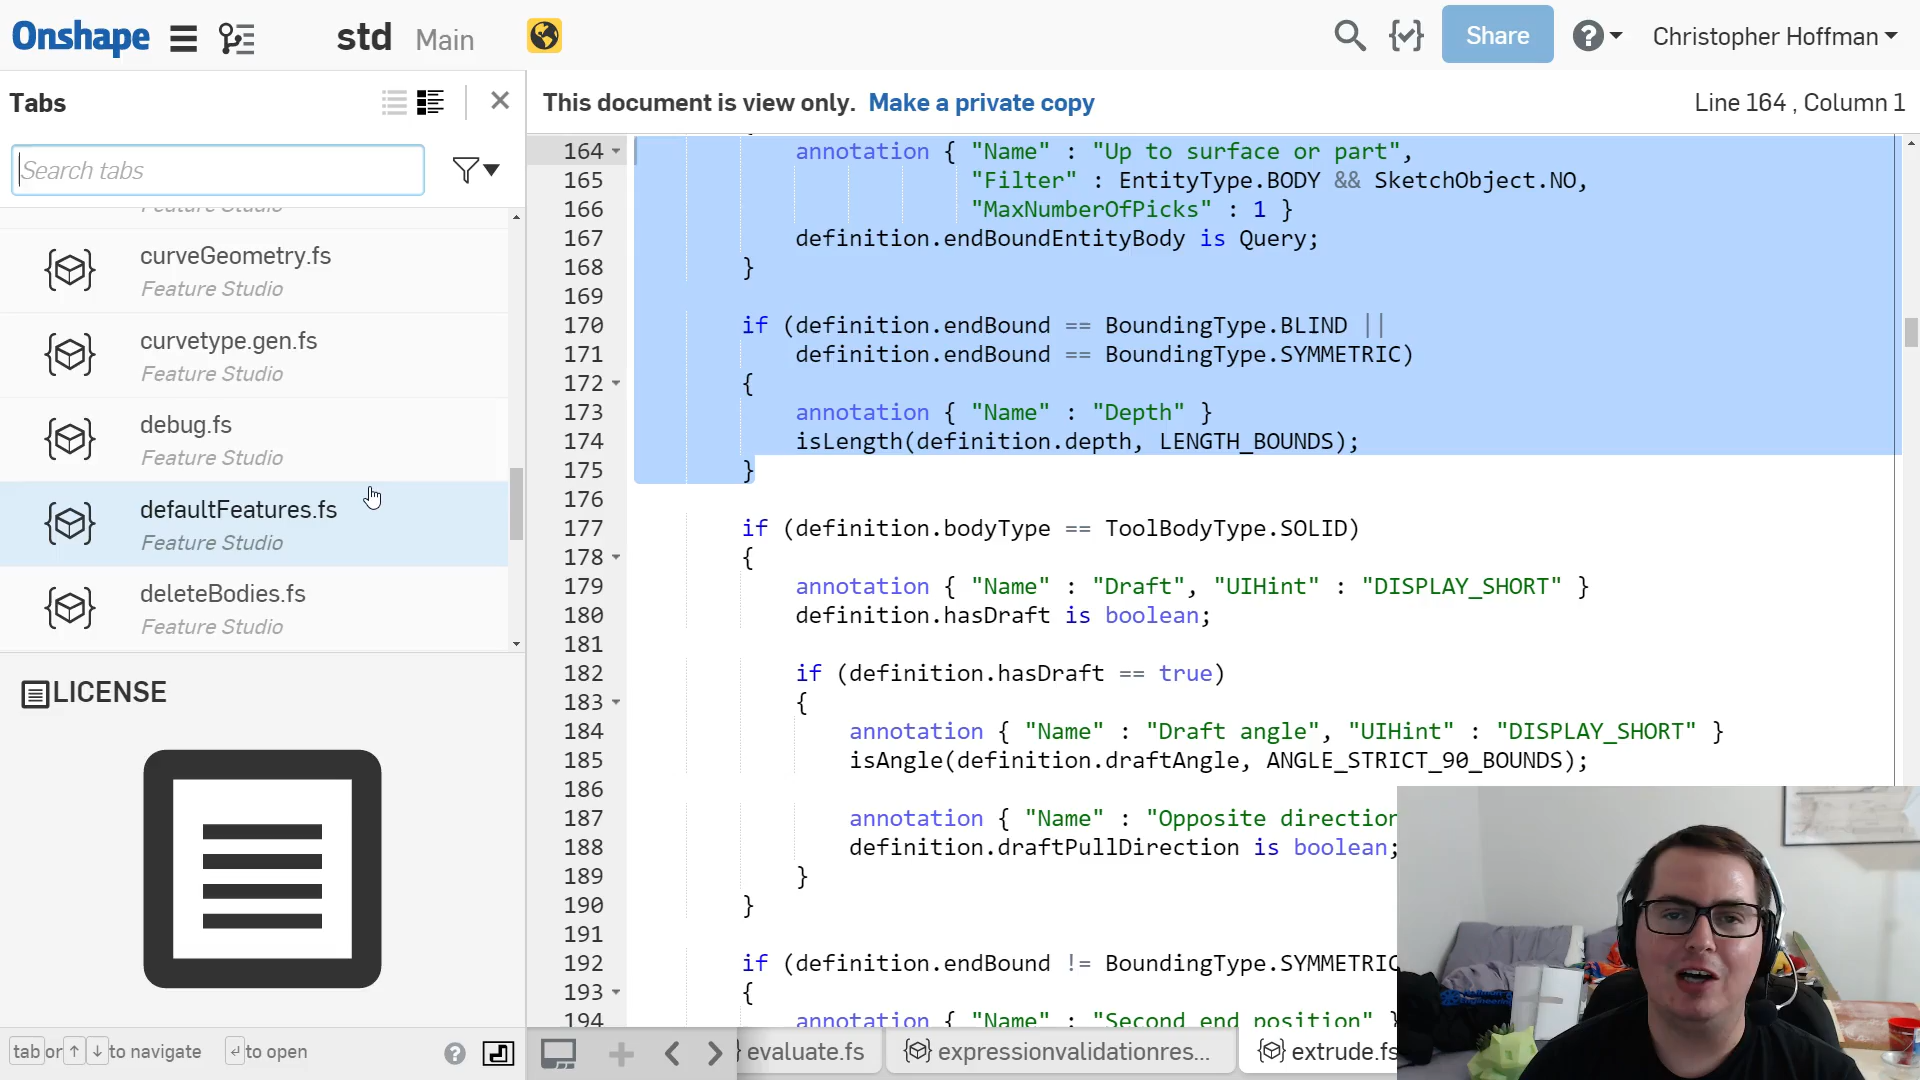 Onshape
std Main
Share
Christopher Hoffman
Tabs
This document is view only. Make a private copy
Line 164 , Column 1
Search tabs
Feature Studio
curveGeometry.fs
Feature Studio
curvetype.gen.fs
Feature Studio
debug.fs
Feature Studio
defaultFeatures.fs
Feature Studio
deleteBodies.fs
Feature Studio
LICENSE
tab or ↑ ↓ to navigate
↵ to open
164 annotation { "Name" : "Up to surface or part",
165 "Filter" : EntityType.BODY && SketchObject.NO,
166 "MaxNumberOfPicks" : 1 }
167 definition.endBoundEntityBody is Query;
168 }
169
170 if (definition.endBound == BoundingType.BLIND ||
171 definition.endBound == BoundingType.SYMMETRIC)
172 {
173 annotation { "Name" : "Depth" }
174 isLength(definition.depth, LENGTH_BOUNDS);
175 }
176
177 if (definition.bodyType == ToolBodyType.SOLID)
178 {
179 annotation { "Name" : "Draft", "UIHint" : "DISPLAY_SHORT" }
180 definition.hasDraft is boolean;
181
182 if (definition.hasDraft == true)
183 {
184 annotation { "Name" : "Draft angle", "UIHint" : "DISPLAY_SHORT" }
185 isAngle(definition.draftAngle, ANGLE_STRICT_90_BOUNDS);
186
187 annotation { "Name" : "Opposite direction
188 definition.draftPullDirection is boolean;
189 }
190 }
191
192 if (definition.endBound != BoundingType.SYMMETRIC
193 {
194 annotation { "Name" : "Second end position" }
evaluate.fs
expressionvalidationres...
extrude.fs